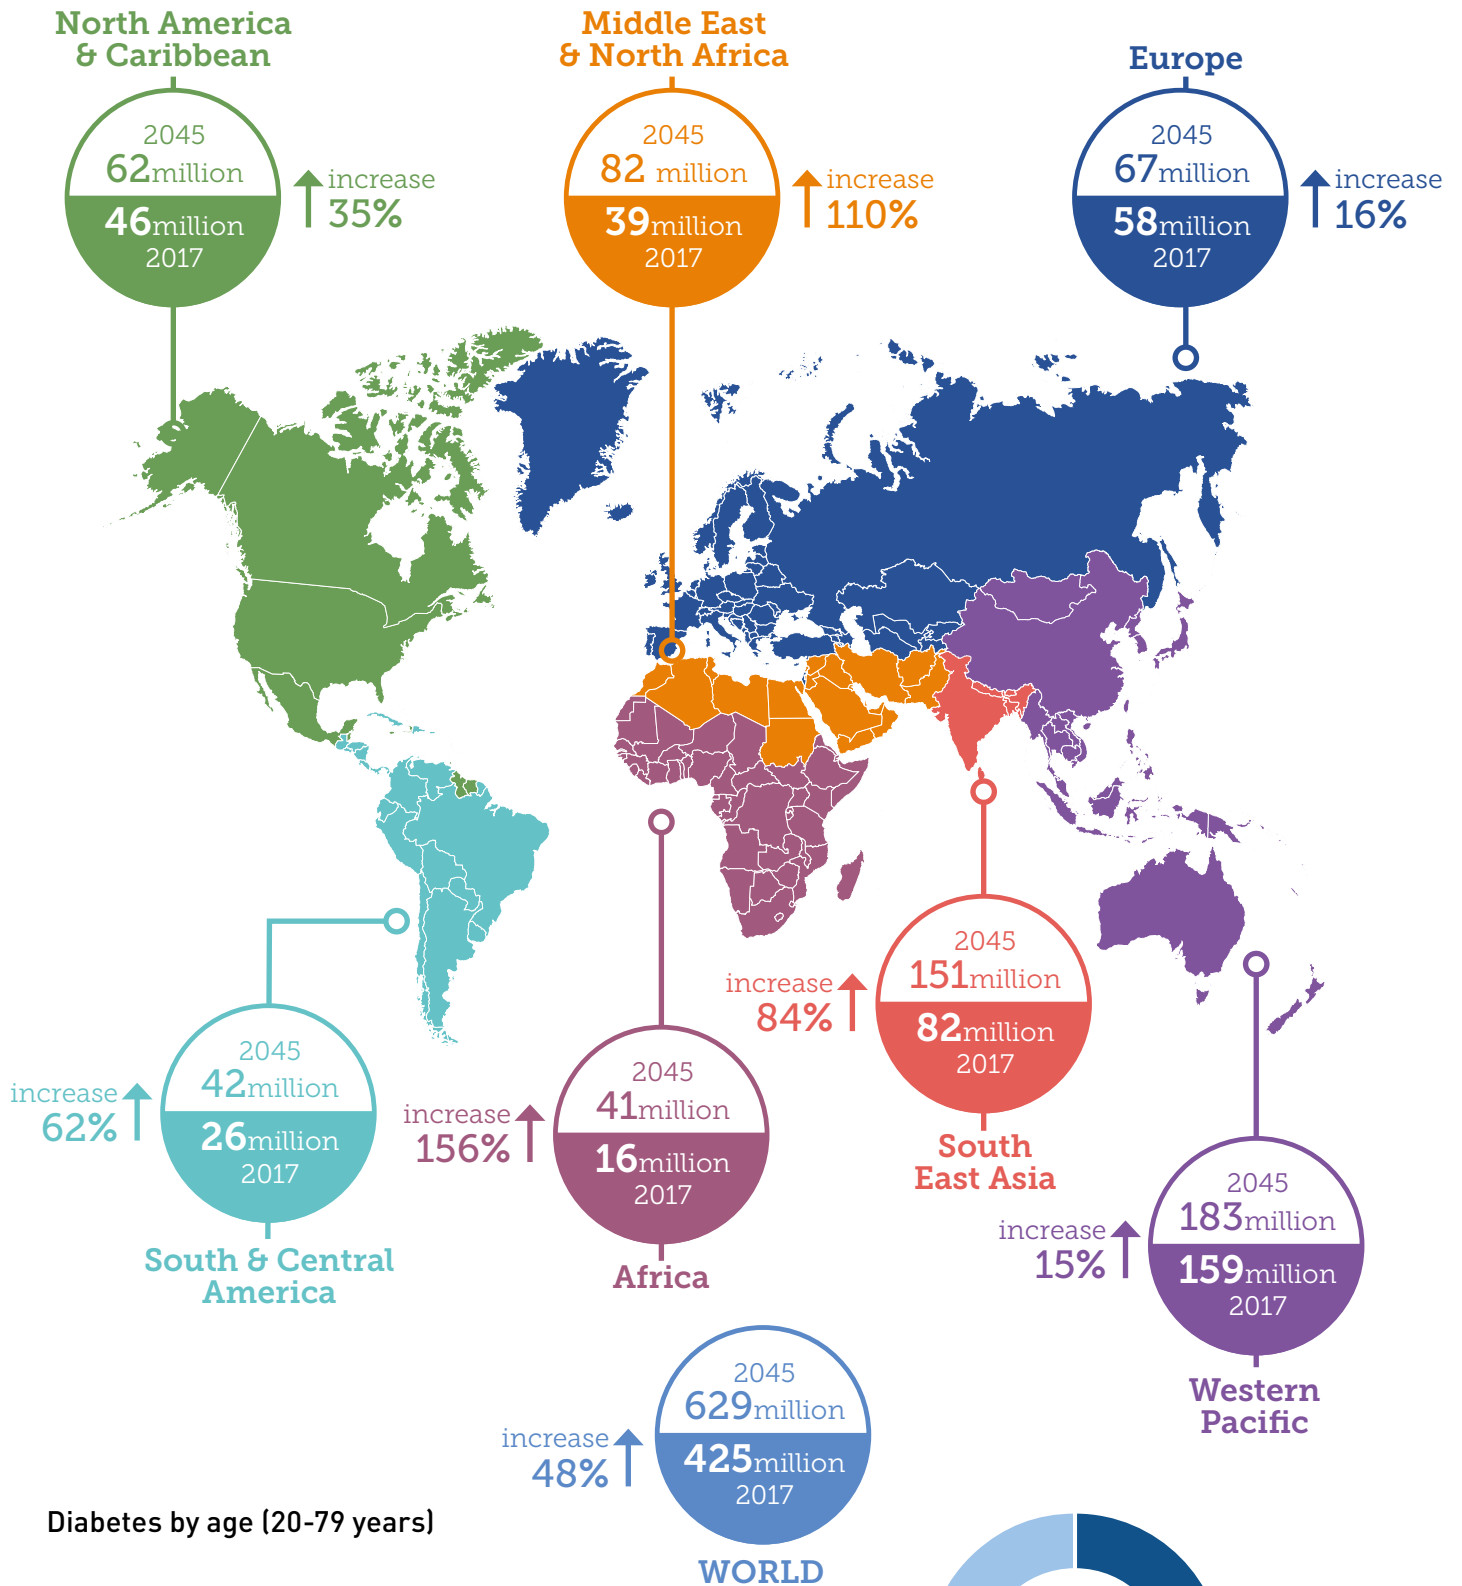 North America
& Caribbean
2045
62million
46million
2017
increase
35%
Middle East
& North Africa
2045
82 million
39million
2017
increase
110%
Europe
2045
67million
58million
2017
increase
16%
2045
42million
26million
2017
increase
62%
South & Central
America
2045
41million
16million
2017
increase
156%
Africa
2045
151million
82million
2017
increase
84%
South
East Asia
2045
183million
159million
2017
increase
15%
Western
Pacific
2045
629million
425million
2017
increase
48%
WORLD
Diabetes by age (20-79 years)